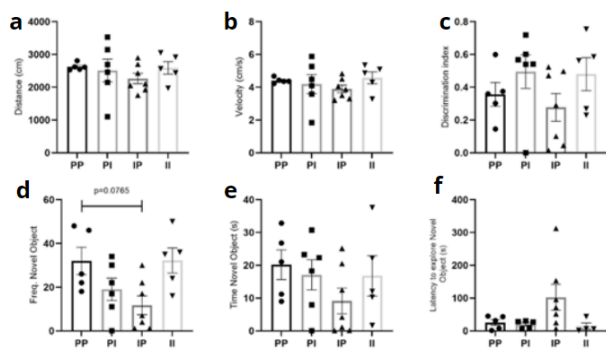 a
4000
3000
2000
1000
0
Distance (cm)
PP PI IP II
b
8
6
4
2
0
Velocity (cm/s)
PP PI IP II
c
0.8
0.6
0.4
0.2
0.0
Discrimination index
PP PI IP II
d
p=0.0765
60
40
20
0
Freq. Novel Object
PP PI IP II
e
40
30
20
10
0
Time Novel Object (s)
PP PI IP II
f
400
300
200
100
0
Latency to explore Novel
Object (s)
PP PI IP II